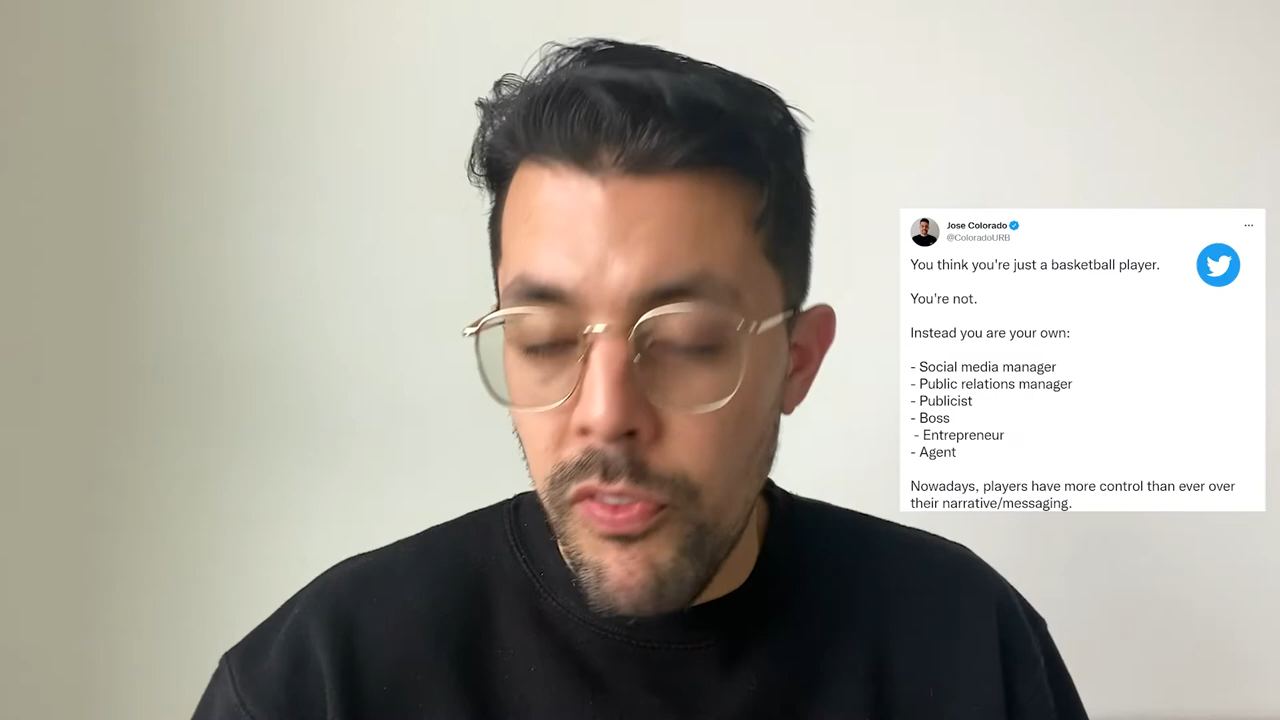 Jose Colorado
@ColoradoURB
You think you're just a basketball player.
You're not.
Instead you are your own:
- Social media manager
- Public relations manager
- Publicist
- Boss
- Entrepreneur
- Agent
Nowadays, players have more control than ever over
their narrative/messaging.